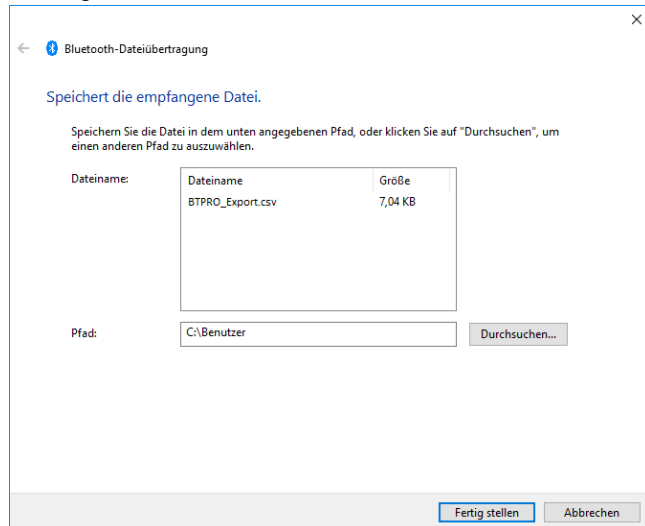 Bluetooth-Dateiübertragung
Speichert die empfangene Datei.
Speichern Sie die Datei in dem unten angegebenen Pfad, oder klicken Sie auf "Durchsuchen", um
einen anderen Pfad zu auszuwählen.
Dateiname:
Dateiname Größe
BTPRO_Export.csv 7,04 KB
Pfad:
C:\Benutzer
Durchsuchen...
Fertig stellen
Abbrechen